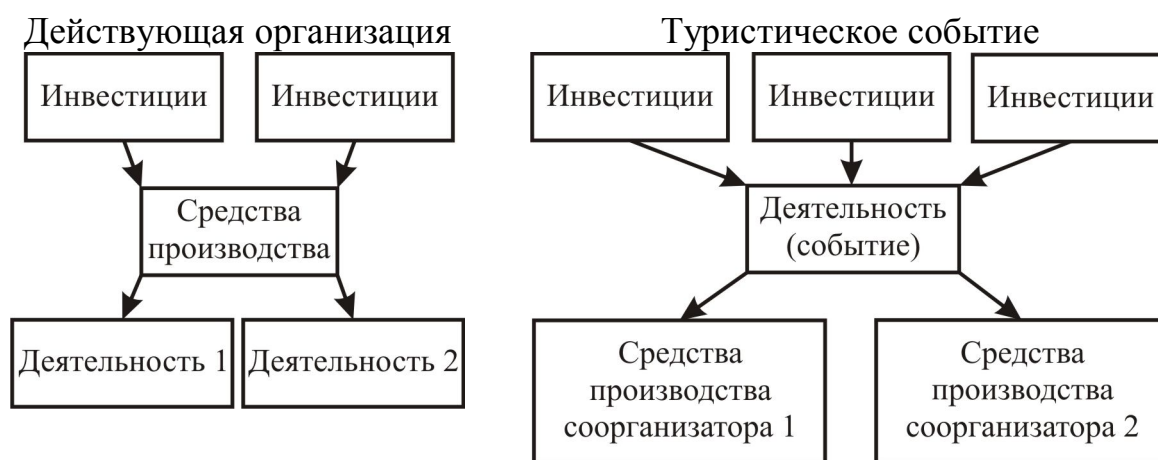 Действующая организация
Инвестиции
Инвестиции
Средства
производства
Деятельность 1
Деятельность 2
Туристическое событие
Инвестиции
Инвестиции
Инвестиции
Деятельность
(событие)
Средства
производства
соорганизатора 1
Средства
производства
соорганизатора 2